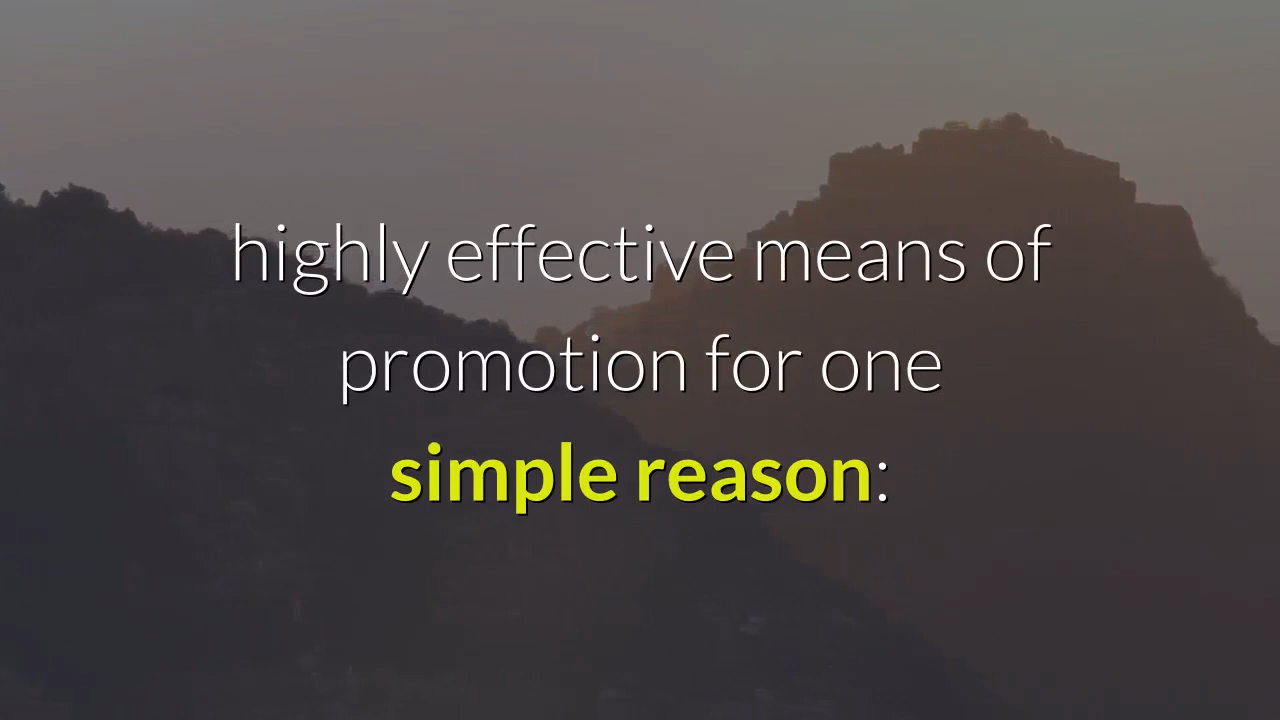 highly effective means of
promotion for one
simple reason: